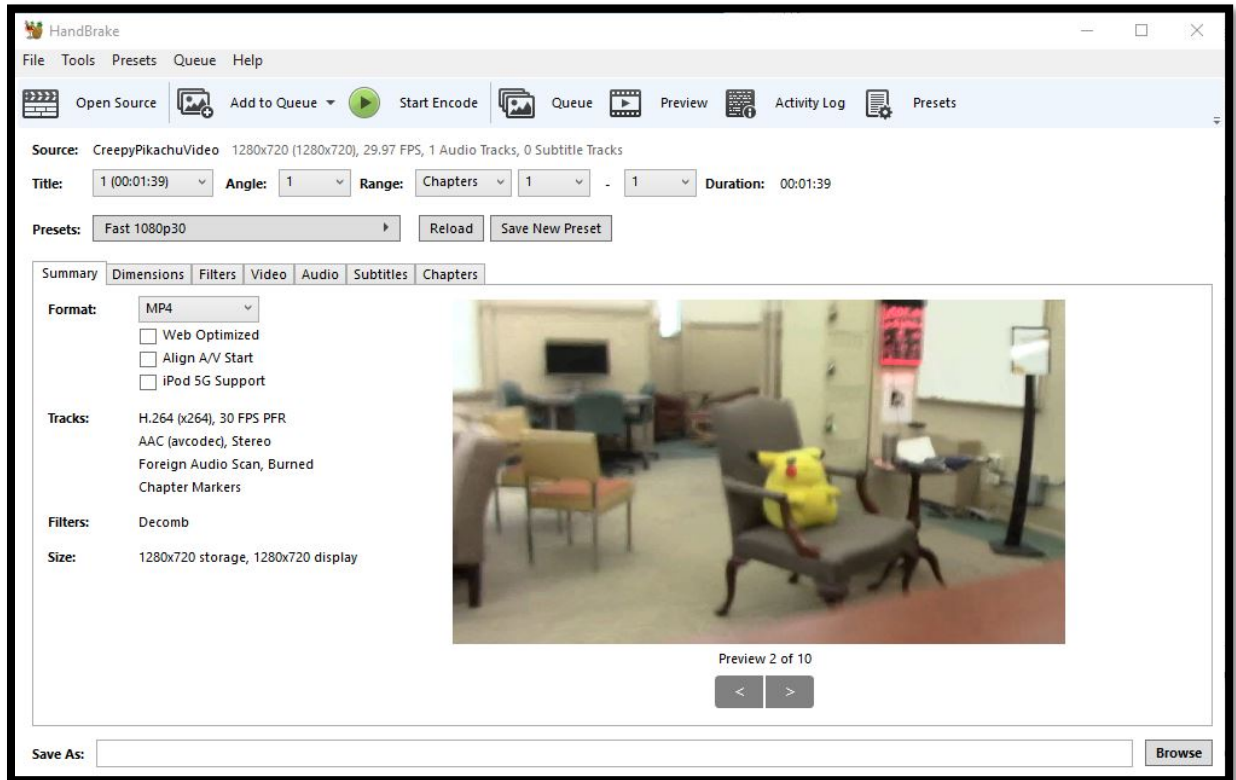 HandBrake
File Tools Presets Queue Help
Open Source Add to Queue Start Encode Queue Preview Activity Log Presets
Source: CreepyPikachuVideo 1280x720 (1280x720), 29.97 FPS, 1 Audio Tracks, 0 Subtitle Tracks
Title: 1 (00:01:39) Angle: 1 Range: Chapters 1 - 1 Duration: 00:01:39
Presets: Fast 1080p30 Reload Save New Preset
Summary Dimensions Filters Video Audio Subtitles Chapters
Format: MP4
Web Optimized
Align A/V Start
iPod 5G Support
Tracks: H.264 (x264), 30 FPS PFR
AAC (avcodec), Stereo
Foreign Audio Scan, Burned
Chapter Markers
Filters: Decomb
Size: 1280x720 storage, 1280x720 display
Preview 2 of 10
< >
Save As: Browse